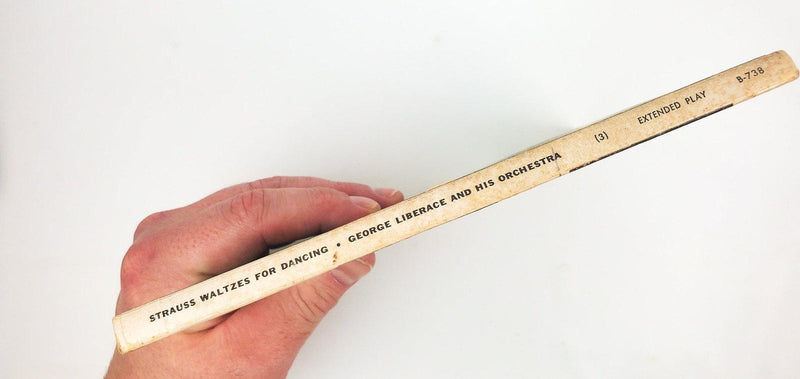 STRAUSS WALTZES FOR DANCING • GEORGE LIBERACE AND HIS ORCHESTRA (3) EXTENDED PLAY B-738